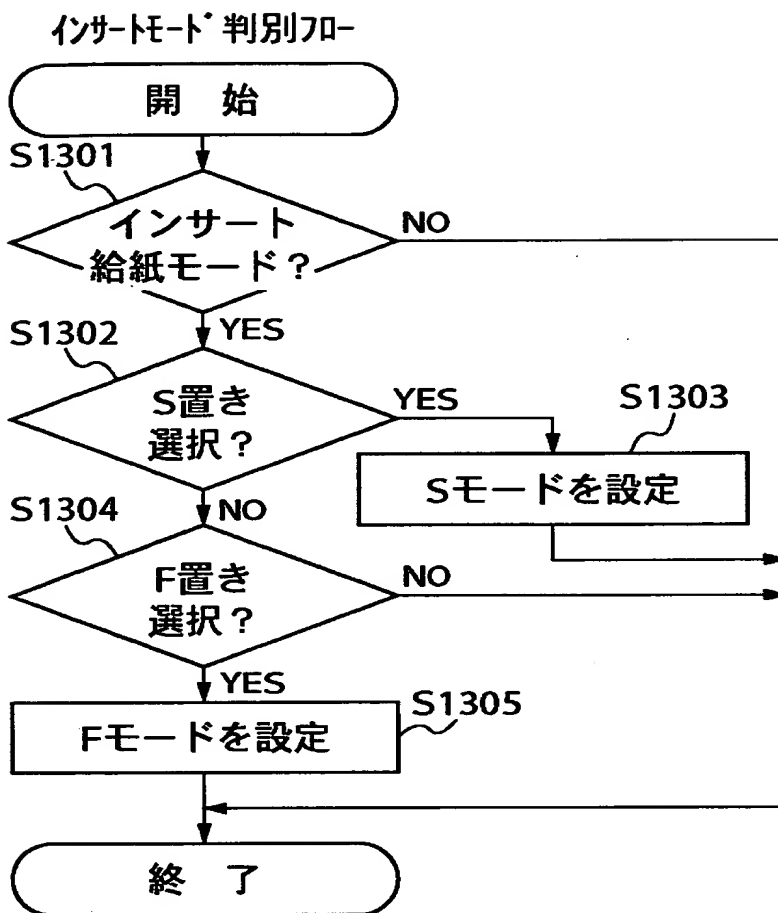 インサートモード判別フロー
開 始
S1301
インサート
給紙モード?
NO
YES
S1302
S置き
選択?
YES
S1303
Sモードを設定
NO
S1304
F置き
選択?
NO
YES
S1305
Fモードを設定
終 了